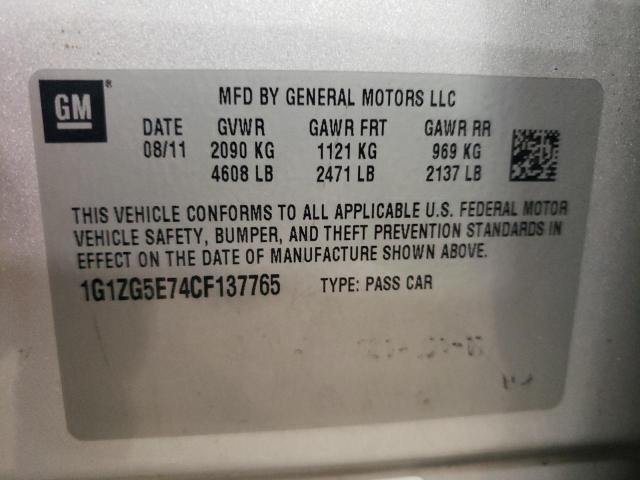 GM ®
MFD BY GENERAL MOTORS LLC
DATE GVWR GAWR FRT GAWR RR
08/11 2090 KG 1121 KG 969 KG
4608 LB 2471 LB 2137 LB
THIS VEHICLE CONFORMS TO ALL APPLICABLE U.S. FEDERAL MOTOR
VEHICLE SAFETY, BUMPER, AND THEFT PREVENTION STANDARDS IN
EFFECT ON THE DATE OF MANUFACTURE SHOWN ABOVE.
1G1ZG5E74CF137765 TYPE: PASS CAR